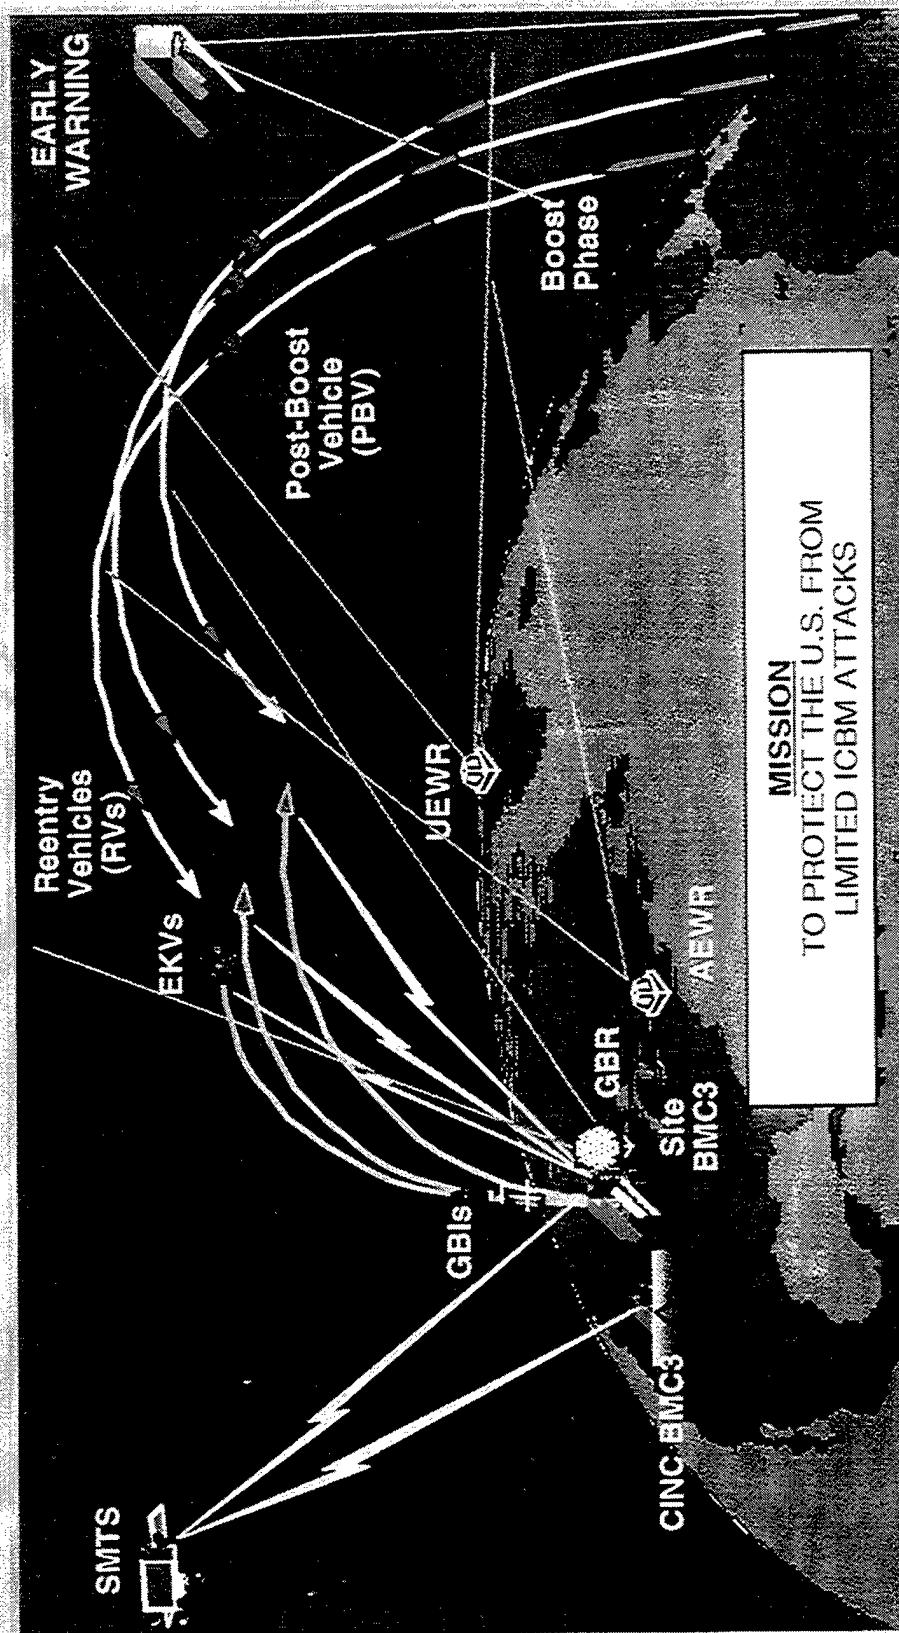 EARLY
WARNING
SMTS
Reentry
Vehicles
(RVs)
EKVs
Post-Boost
Vehicle
(PBV)
GBIs
UEWR
Boost
Phase
GBR
AEWR
Site
BMC3
CINC BMC3
MISSION
TO PROTECT THE U.S. FROM
LIMITED ICBM ATTACKS